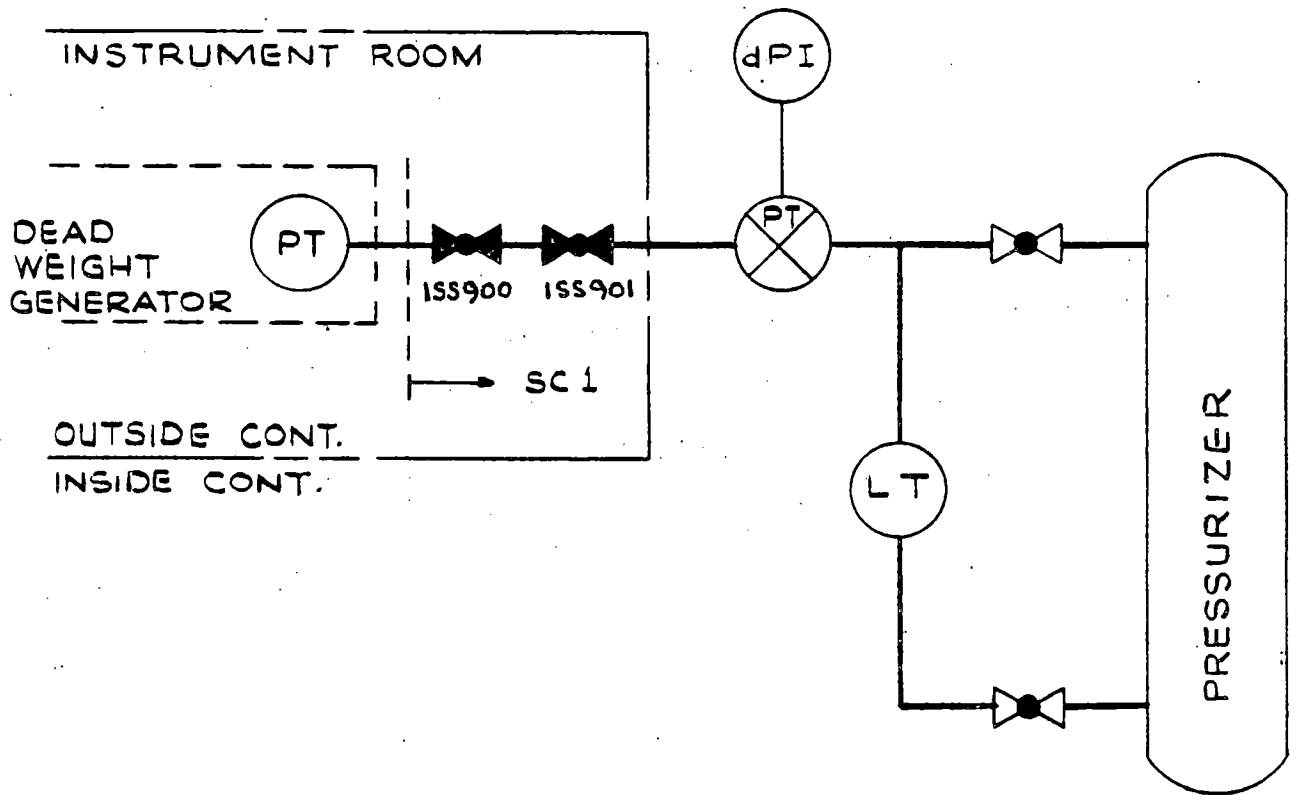 INSTRUMENT ROOM
dPI
DEAD
WEIGHT
GENERATOR
PT
1SS900
1SS901
PT
SC 1
OUTSIDE CONT.
INSIDE CONT.
LT
PRESSURIZER